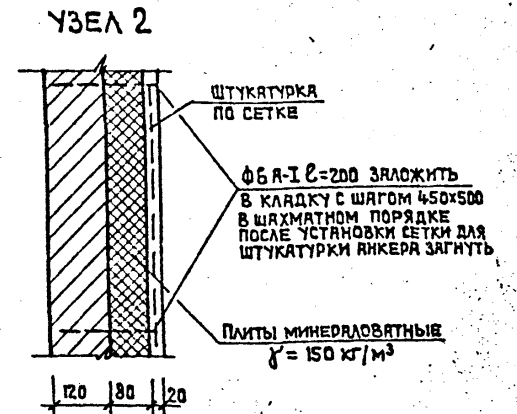 УЗЕЛ 2
ШТУКАТУРКА
ПО СЕТКЕ
Ф6 А-I ℓ=200 ЗАЛОЖИТЬ
В КЛАДКУ С ШАГОМ 450х500
В ШАХМАТНОМ ПОРЯДКЕ
ПОСЛЕ УСТАНОВКИ СЕТКИ ДЛЯ
ШТУКАТУРКИ АНКЕРА ЗАГНУТЬ
ПЛИТЫ МИНЕРАЛОВАТНЫЕ
γ = 150 КГ/М³
120 80 20